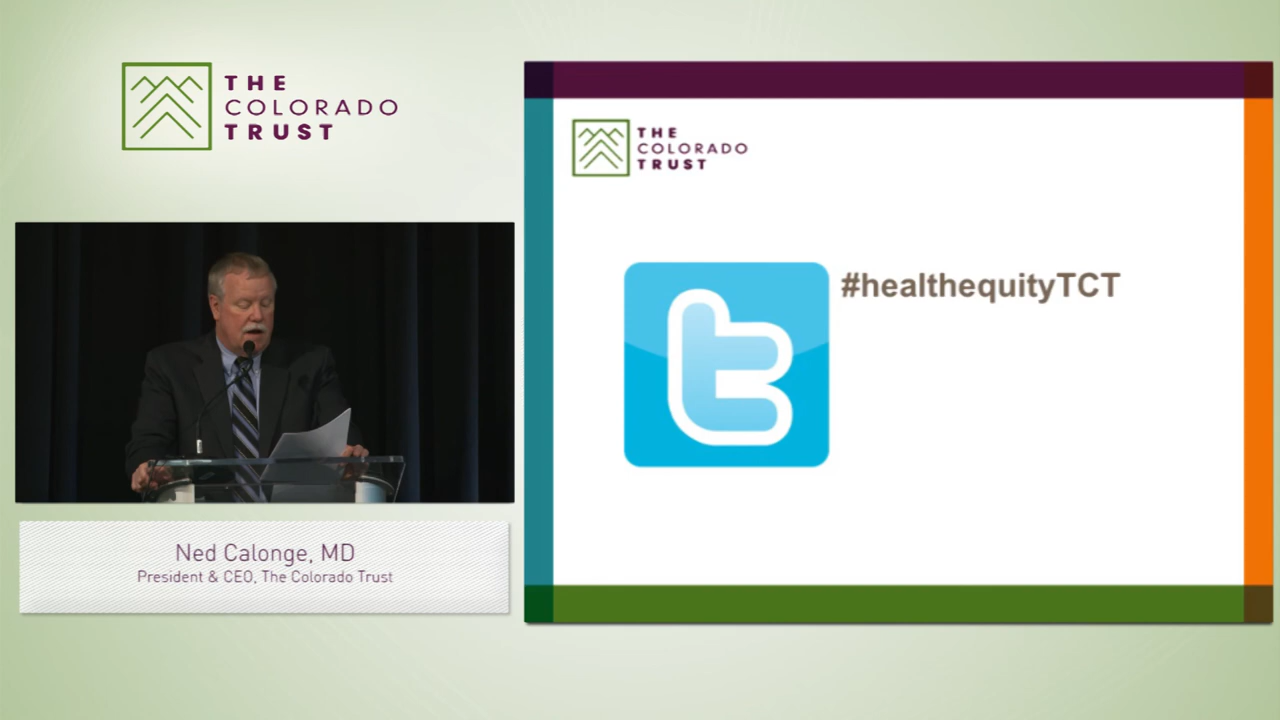 THE
COLORADO
TRUST
THE
COLORADO
TRUST
#healthequityTCT
Ned Calonge, MD
President & CEO, The Colorado Trust